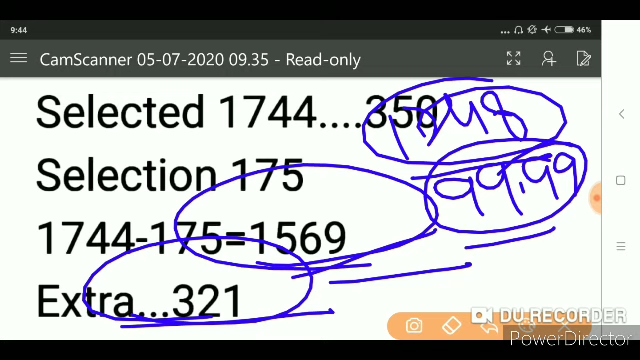 9:44
46%
CamScanner 05-07-2020 09.35 - Read-only
Selected 1744....350
Selection 175
99.99
1744-175=1569
Extra...321
DU RECORDER
PowerDirector